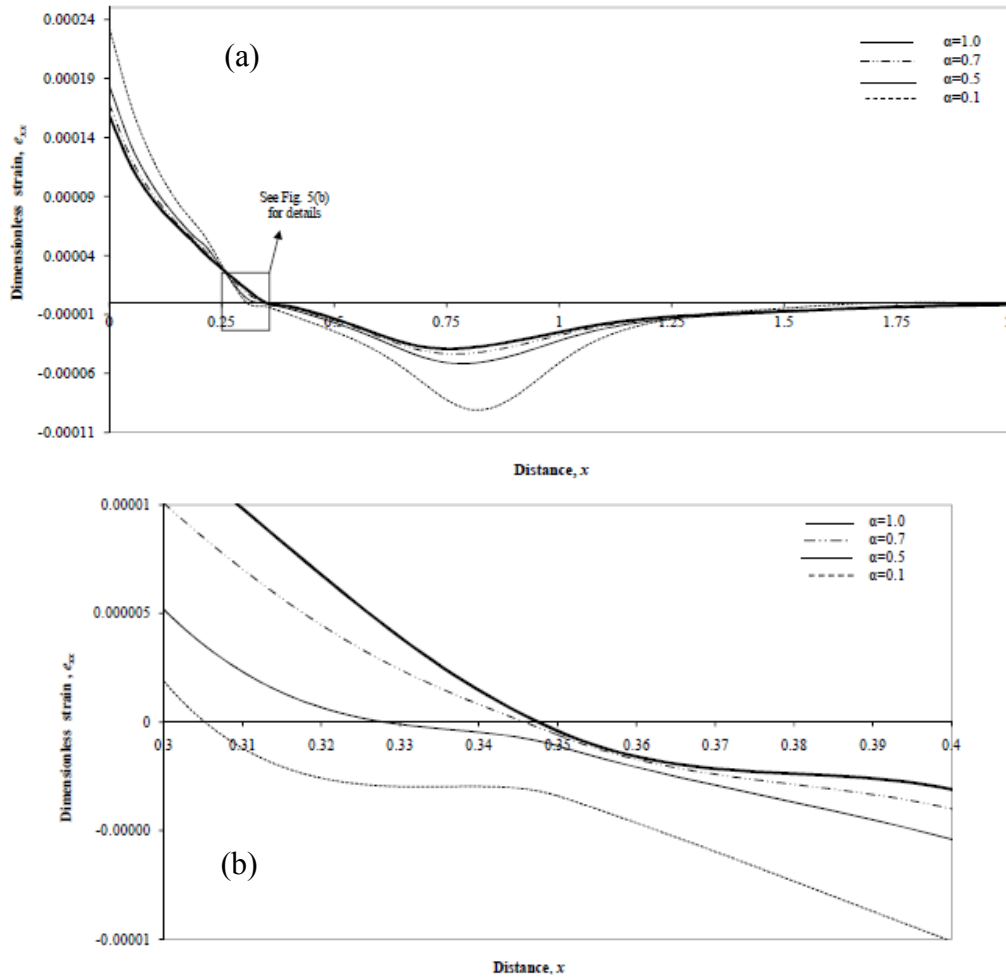 0.00024
(a)
α=1.0
α=0.7
α=0.5
α=0.1
0.00019
0.00014
0.00009
0.00004
-0.00001
-0.00006
-0.00011
Dimensionless strain, exx
See Fig. 5(b)
for details
0 0.25 0.5 0.75 1 1.25 1.5 1.75
Distance, x
0.00001
α=1.0
α=0.7
α=0.5
α=0.1
0.000005
0
-0.00000
-0.00001
Dimensionless strain , exx
0.3 0.31 0.32 0.33 0.34 0.35 0.36 0.37 0.38 0.39 0.4
(b)
Distance, x